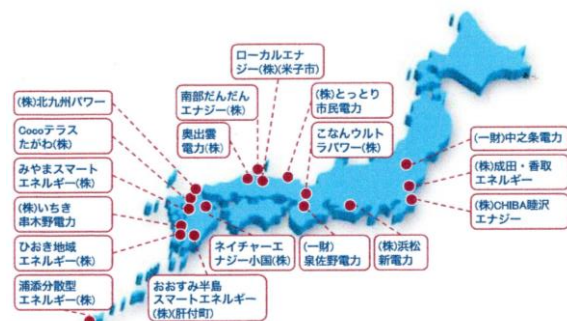 ローカルエナ
ジー(株)(米子市)
(株)北九州パワー
南部だんだん
エナジー(株)
(株)とっとり
市民電力
Cocoテラス
たがわ(株)
奥出雲
電力(株)
こなんウルト
ラパワー(株)
(一財)中之条電力
みやまスマート
エネルギー(株)
(株)成田・香取
エネルギー
(株)いちき
串木野電力
(株)CHIBA睦沢
エナジー
ひおき地域
エネルギー(株)
ネイチャーエ
ナジー小国(株)
(一財)
泉佐野電力
(株)浜松
新電力
浦添分散型
エネルギー(株)
おおすみ半島
スマートエネルギー
(株)(肝付町)